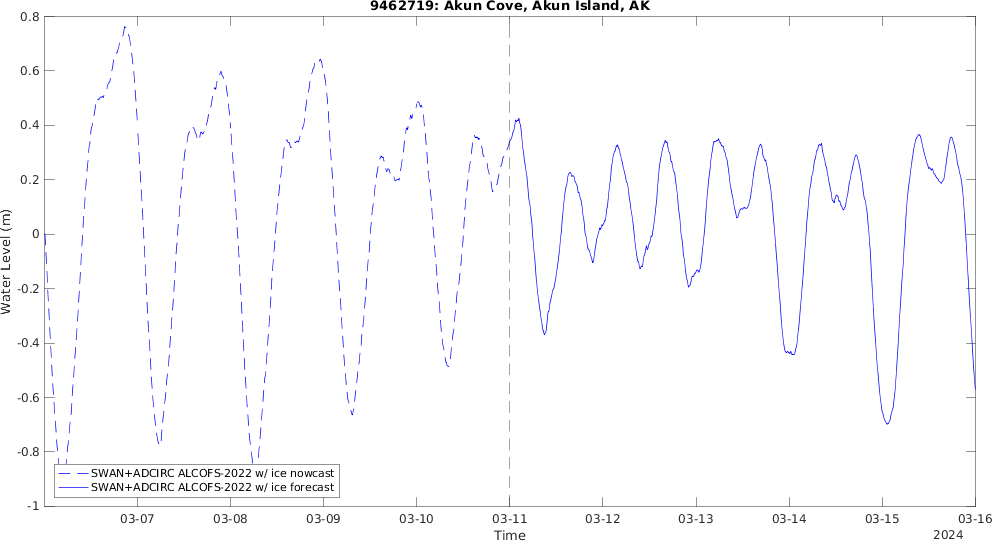 9462719: Akun Cove, Akun Island, AK
0.8
0.6
0.4
0.2
0
-0.2
-0.4
-0.6
-0.8
-1
Water Level (m)
SWAN+ADCIRC ALCOFS-2022 w/ ice nowcast
SWAN+ADCIRC ALCOFS-2022 w/ ice forecast
03-07 03-08 03-09 03-10 03-11 03-12 03-13 03-14 03-15 03-16
Time
2024